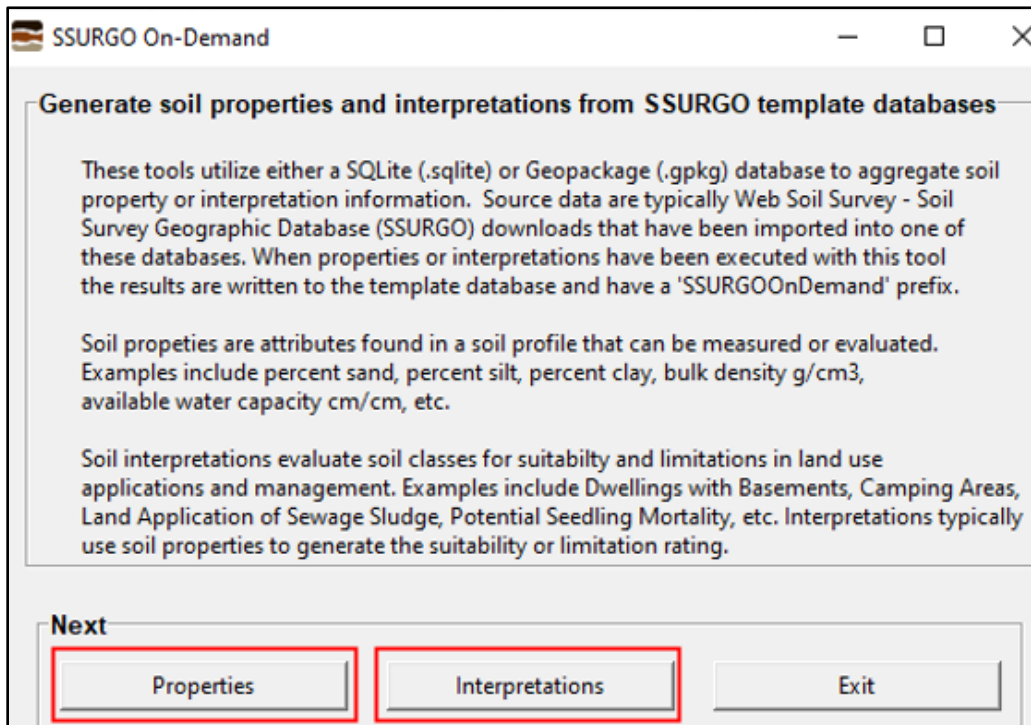 SSURGO On-Demand
Generate soil properties and interpretations from SSURGO template databases
These tools utilize either a SQLite (.sqlite) or Geopackage (.gpkg) database to aggregate soil
property or interpretation information.  Source data are typically Web Soil Survey - Soil
Survey Geographic Database (SSURGO) downloads that have been imported into one of
these databases. When properties or interpretations have been executed with this tool
the results are written to the template database and have a 'SSURGOOnDemand' prefix.
Soil propeties are attributes found in a soil profile that can be measured or evaluated.
Examples include percent sand, percent silt, percent clay, bulk density g/cm3,
available water capacity cm/cm, etc.
Soil interpretations evaluate soil classes for suitabilty and limitations in land use
applications and management. Examples include Dwellings with Basements, Camping Areas,
Land Application of Sewage Sludge, Potential Seedling Mortality, etc. Interpretations typically
use soil properties to generate the suitability or limitation rating.
Next
Properties
Interpretations
Exit